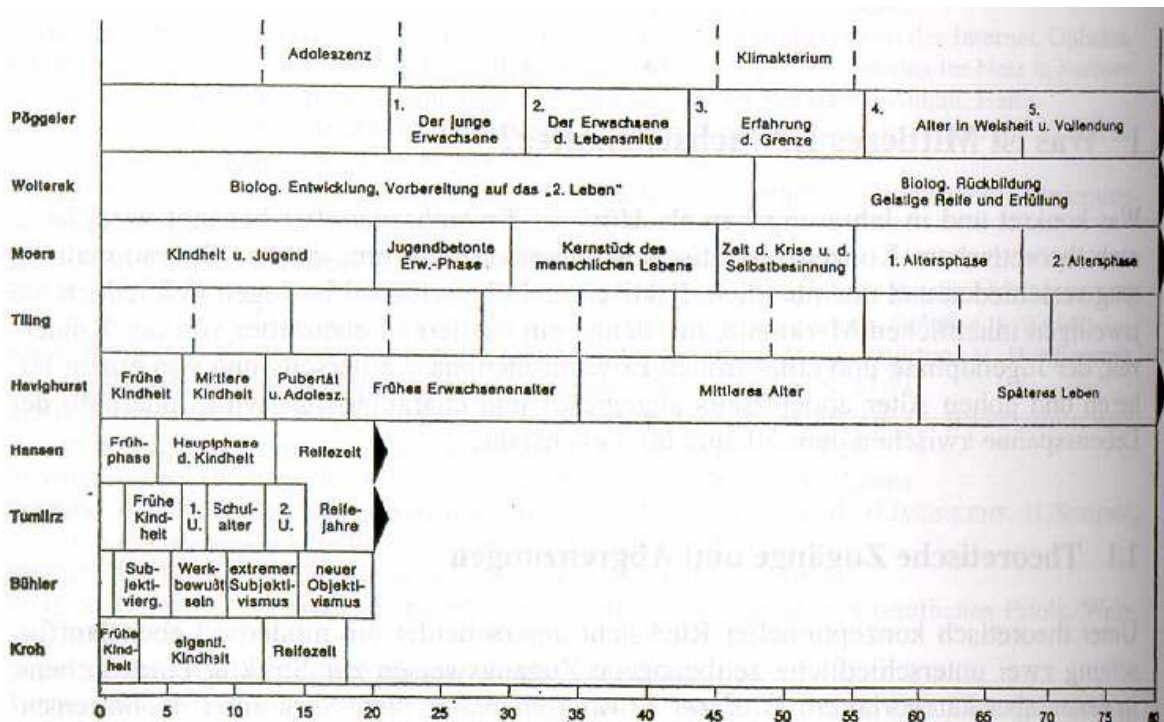 Adoleszenz
Klimakterium
Pöggeler
1.
Der junge
Erwachsene
2.
Der Erwachsene
d. Lebensmitte
3.
Erfahrung
d. Grenze
4.
5.
Alter in Weisheit u. Vollendung
Wolterek
Biolog. Entwicklung, Vorbereitung auf das „2. Leben“
Biolog. Rückbildung
Geistige Reife und Erfüllung
Moers
Kindheit u. Jugend
Jugendbetonte
Erw.-Phase.
Kernstück des
menschlichen Lebens
Zeit d. Krise u. d.
Selbstbesinnung
1. Altersphase
2. Altersphase
Tiling
Havighurst
Frühe
Kindheit
Mittlere
Kindheit
Pubertät
u. Adolesz.
Frühes Erwachsenenalter
Mittleres Alter
Späteres Leben
Hansen
Früh-
phase
Hauptphase
d. Kindheit
Reifezeit
Tumlirz
Frühe
Kind-
heit
1.
U.
Schul-
alter
2.
U.
Reife-
jahre
Bühler
Sub-
jekti-
vierg.
Werk-
bewußt
sein
extremer
Subjekti-
vismus
neuer
Objekti-
vismus
Kroh
Frühe
Kind-
heit
eigend.
Kindheit
Reifezeit
0 5 10 15 20 25 30 35 40 45 50 55 60 65 70 75 80